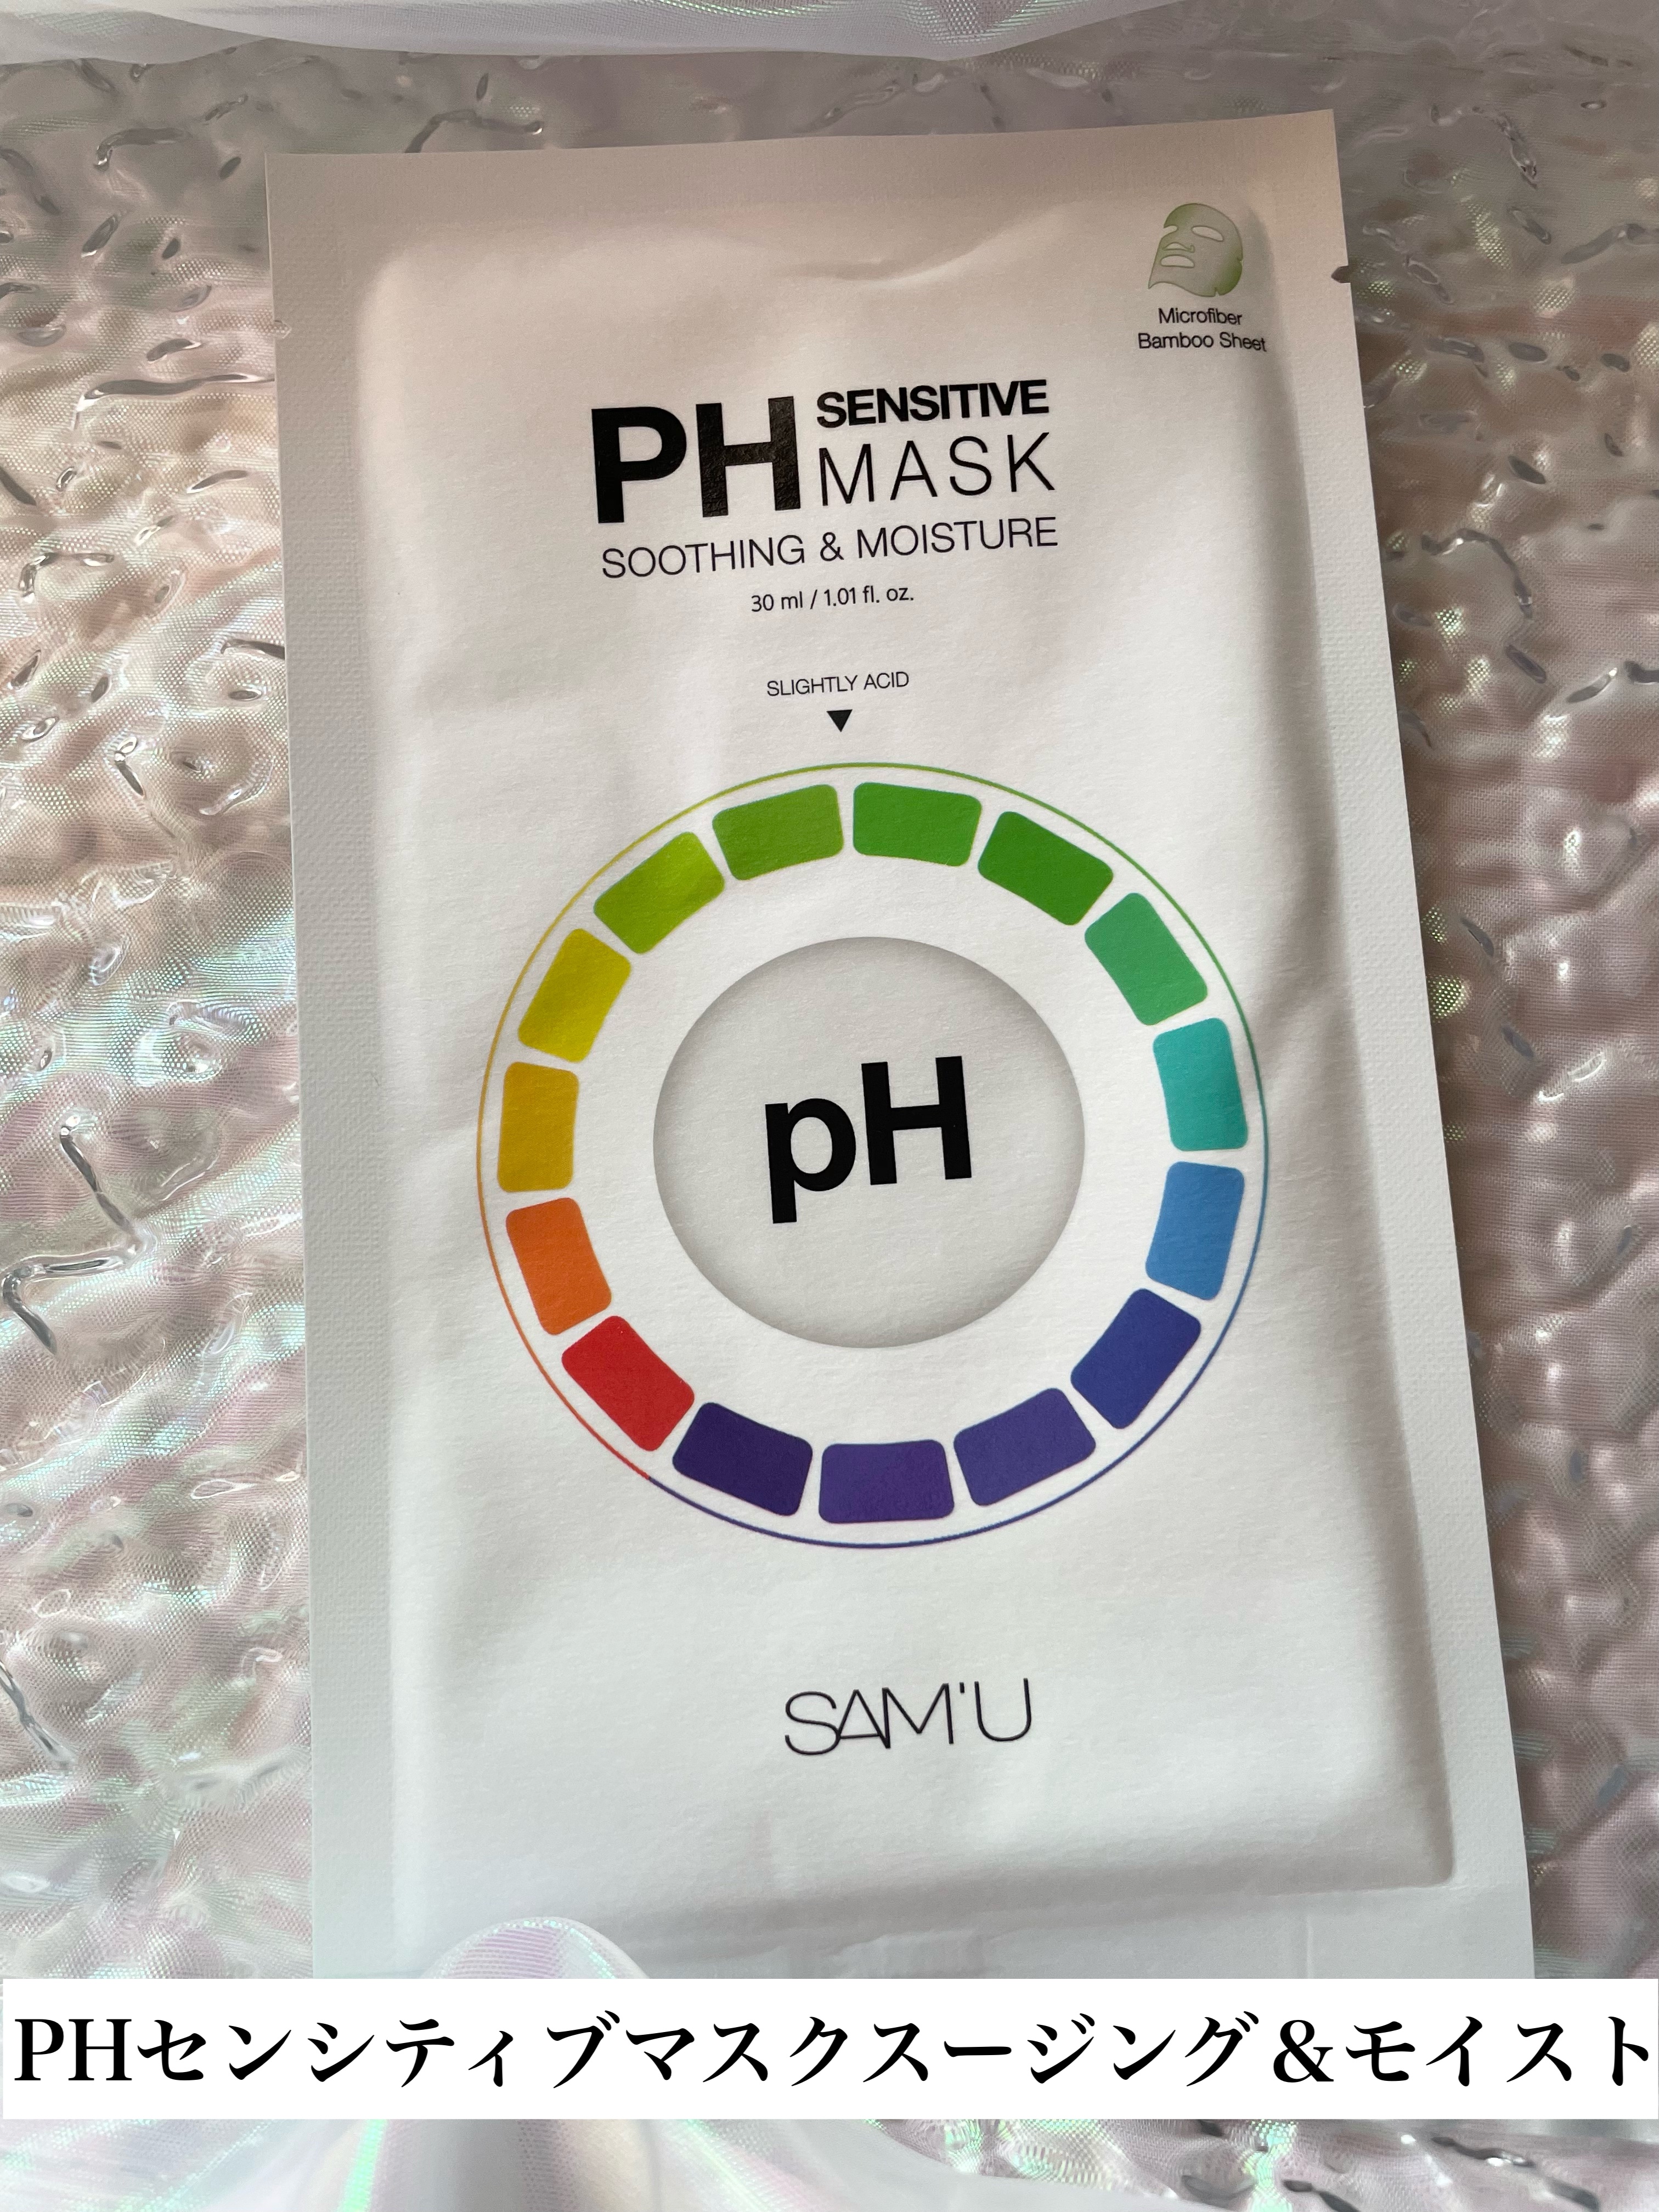 Microfiber
Bamboo Sheet
PH SENSITIVE
MASK
SOOTHING & MOISTURE
30 ml / 1.01 fl. oz.
SLIGHTLY ACID
pH
SAM'U
PHセンシティブマスクスージング&モイスト